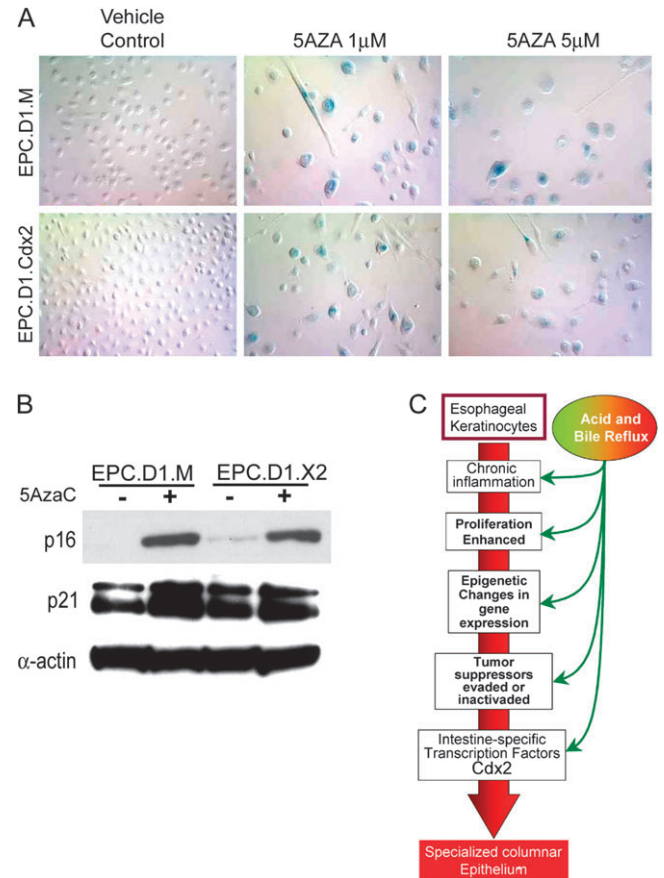 A
Vehicle
Control
5AZA 1µM
5AZA 5µM
EPC.D1.M
EPC.D1.Cdx2
B
EPC.D1.M EPC.D1.X2
5AzaC - + - +
p16
p21
α-actin
C
Esophageal
Keratinocytes
Acid and
Bile Reflux
Chronic
inflammation
Proliferation
Enhanced
Epigenetic
Changes in gene
expression
Tumor
suppressors
evaded or
inactivaded
Intestine-specific
Transcription Factors
Cdx2
Specialized columnar
Epithelium